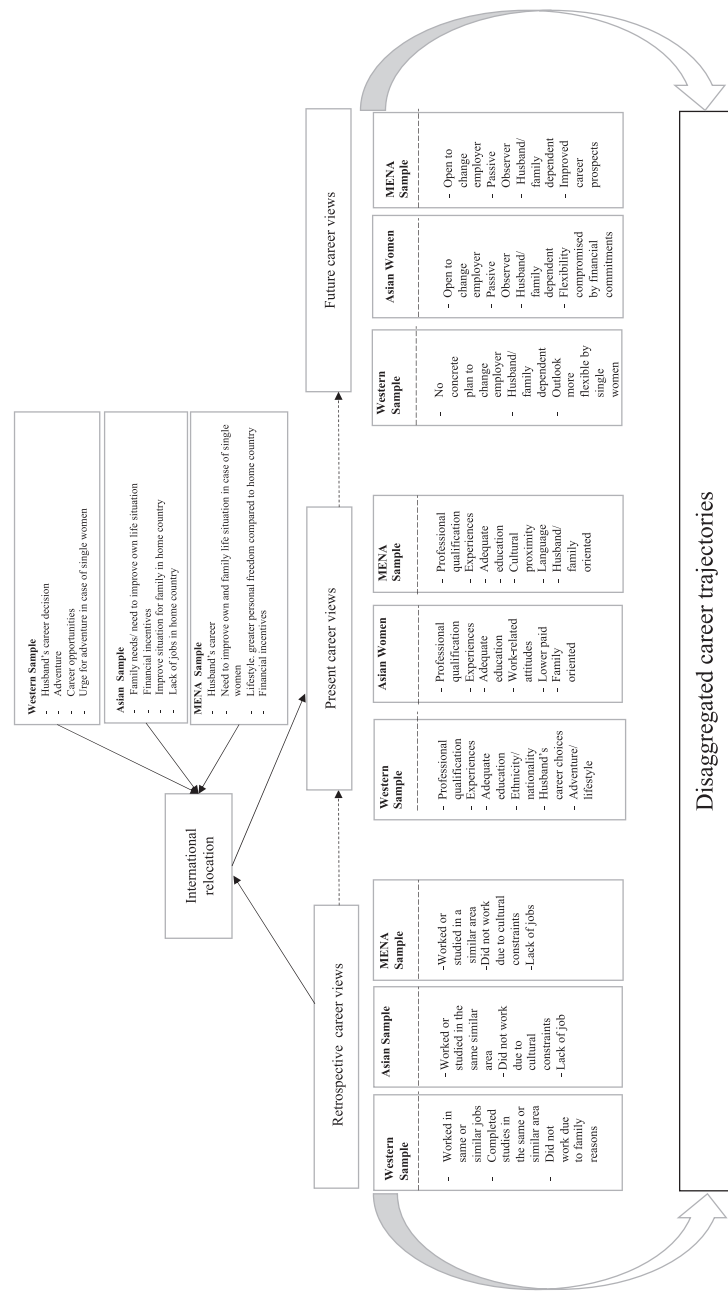 Western Sample
- Husband's career decision
- Adventure
- Career opportunities
- Urge for adventure in case of single women
Asian Sample
- Family needs/ need to improve own life situation
- Financial incentives
- Improve situation for family in home country
- Lack of jobs in home country
MENA Sample
- Husband's career
- Need to improve own and family life situation in case of single
women
- Lifestyle, greater personal freedom compared to home country
- Financial incentives
International
relocation
Retrospective career views
Present career views
Future career views
Western
Sample
- Worked in
same or
similar jobs
- Completed
studies in
the same or
similar area
- Did not
work due
to family
reasons
Asian Sample
- Worked or
studied in the
same similar
area
- Did not work
due to
cultural
constraints
- Lack of job
MENA
Sample
-Worked or
studied in a
similar area
-Did not work
due to cultural
constraints
-Lack of jobs
Western
Sample
- Professional
qualification
- Experiences
- Adequate
education
- Ethnicity/
nationality
- Husband's
career choices
- Adventure/
lifestyle
Asian Women
- Professional
qualification
- Experiences
- Adequate
education
- Work-related
attitudes
- Lower paid
- Family
oriented
MENA
Sample
- Professional
qualification
- Experiences
- Adequate
education
- Cultural
proximity
- Language
- Husband/
family
oriented
Western
Sample
- No
concrete
plan to
change
employer
- Husband/
family
dependent
- Outlook
more
flexible by
single
women
Asian Women
- Open to
change
employer
- Passive
Observer
- Husband/
family
dependent
- Flexibility
compromised
by financial
commitments
MENA
Sample
- Open to
change
employer
- Passive
Observer
- Husband/
family
dependent
- Improved
career
prospects
Disaggregated career trajectories